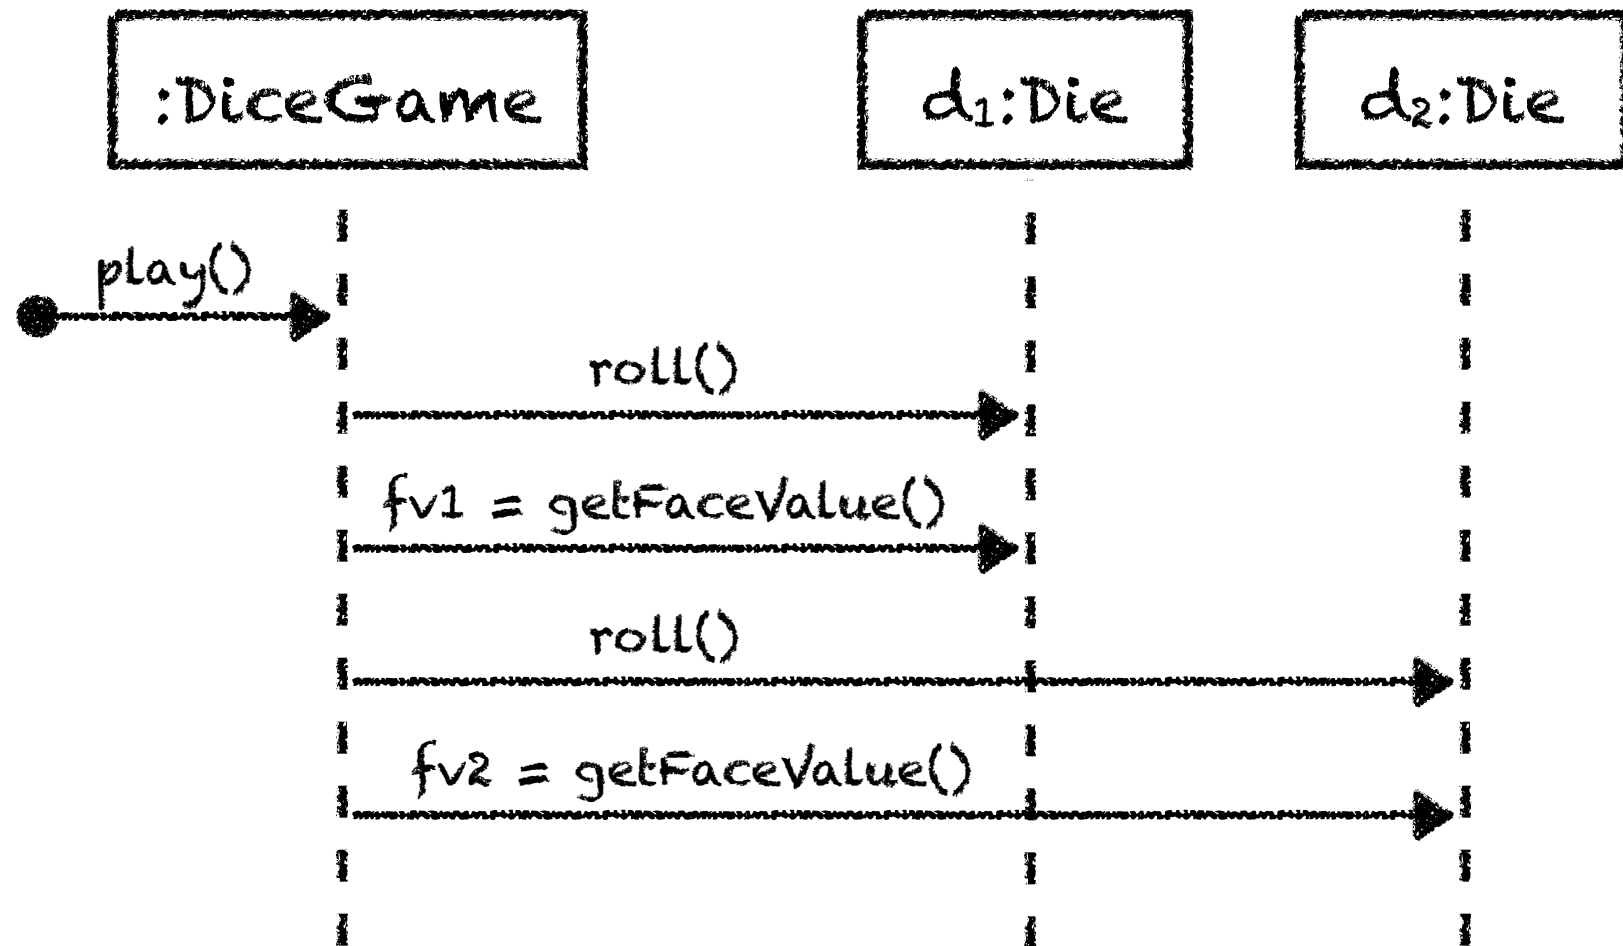 :DiceGame
d₁:Die
d₂:Die
play()
roll()
fv1 = getFaceValue()
roll()
fv2 = getFaceValue()